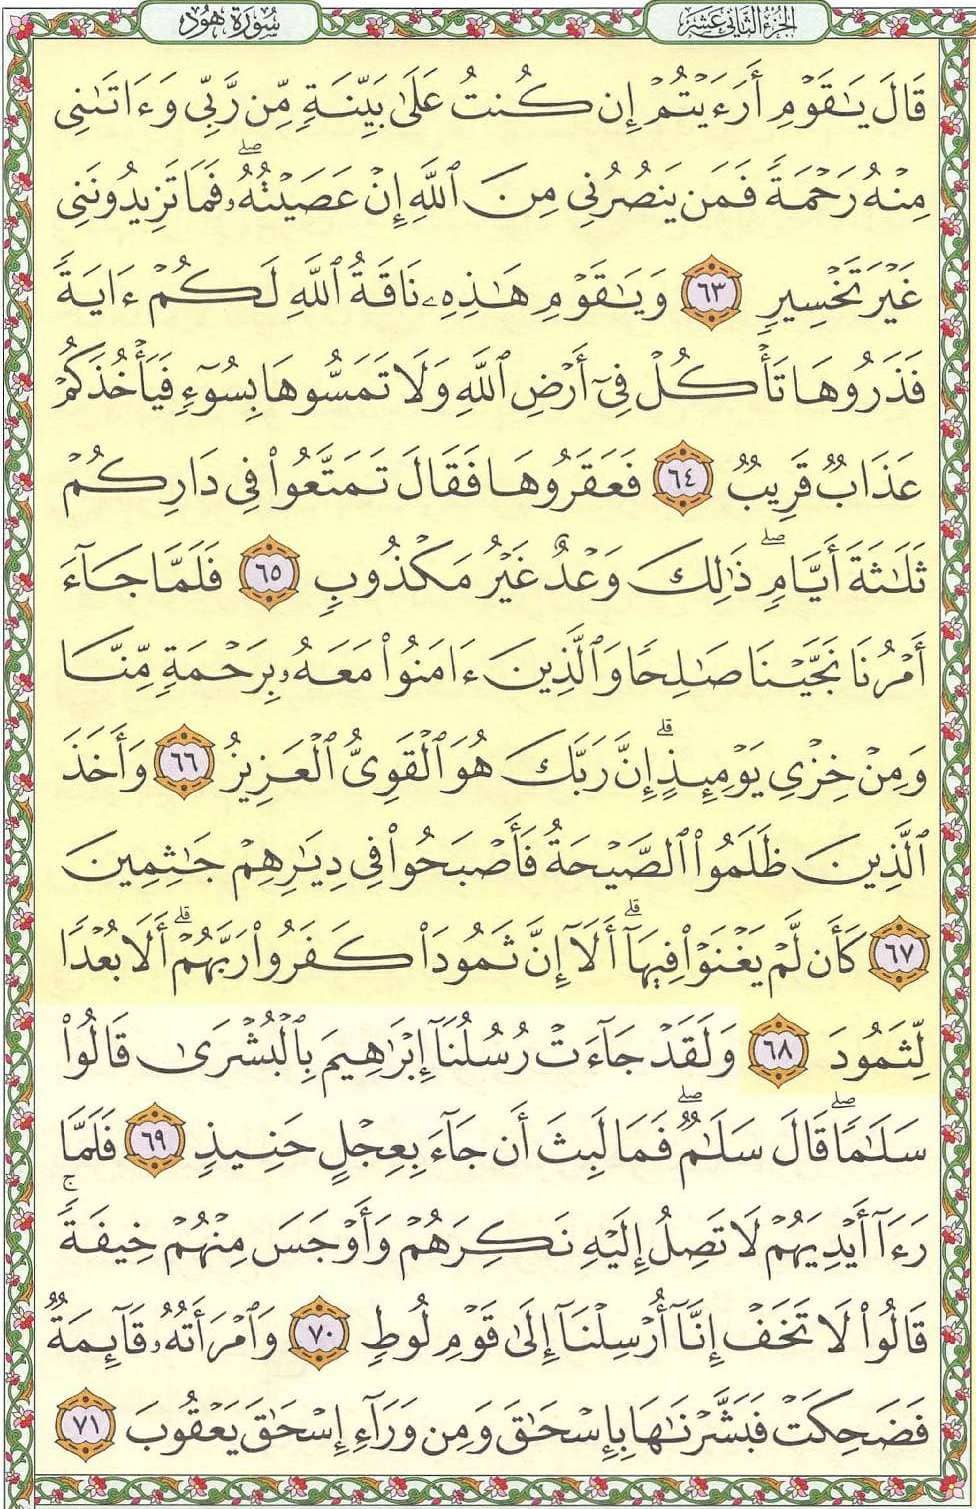 الجزء الثاني عشر
سورة هود
قَالَ يَٰقَوْمِ أَرَءَيْتُمْ إِن كُنتُ عَلَىٰ بَيِّنَةٍ مِّن رَّبِّي وَءَاتَىٰنِي
مِنْهُ رَحْمَةً فَمَن يَنصُرُنِي مِنَ ٱللَّهِ إِنْ عَصَيْتُهُۥۖ فَمَا تَزِيدُونَنِي
غَيْرَ تَخْسِيرٍ ٦٣ وَيَٰقَوْمِ هَٰذِهِۦ نَاقَةُ ٱللَّهِ لَكُمْ ءَايَةً
فَذَرُوهَا تَأْكُلْ فِيٓ أَرْضِ ٱللَّهِ وَلَا تَمَسُّوهَا بِسُوٓءٍ فَيَأْخُذَكُمْ
عَذَابٌ قَرِيبٌ ٦٤ فَعَقَرُوهَا فَقَالَ تَمَتَّعُوا۟ فِي دَارِكُمْ
ثَلَٰثَةَ أَيَّامٍۖ ذَٰلِكَ وَعْدٌ غَيْرُ مَكْذُوبٍ ٦٥ فَلَمَّا جَآءَ
أَمْرُنَا نَجَّيْنَا صَٰلِحًا وَٱلَّذِينَ ءَامَنُوا۟ مَعَهُۥ بِرَحْمَةٍ مِّنَّا
وَمِنْ خِزْيِ يَوْمِئِذٍۗ إِنَّ رَبَّكَ هُوَ ٱلْقَوِيُّ ٱلْعَزِيزُ ٦٦ وَأَخَذَ
ٱلَّذِينَ ظَلَمُوا۟ ٱلصَّيْحَةُ فَأَصْبَحُوا۟ فِي دِيَٰرِهِمْ جَٰثِمِينَ
٦٧ كَأَن لَّمْ يَغْنَوْا۟ فِيهَآۗ أَلَآ إِنَّ ثَمُودَا۟ كَفَرُوا۟ رَبَّهُمْۗ أَلَا بُعْدًا
لِّثَمُودَ ٦٨ وَلَقَدْ جَآءَتْ رُسُلُنَآ إِبْرَٰهِيمَ بِٱلْبُشْرَىٰ قَالُوا۟
سَلَٰمًاۖ قَالَ سَلَٰمٌۖ فَمَا لَبِثَ أَن جَآءَ بِعِجْلٍ حَنِيذٍ ٦٩ فَلَمَّا
رَءَآ أَيْدِيَهُمْ لَا تَصِلُ إِلَيْهِ نَكِرَهُمْ وَأَوْجَسَ مِنْهُمْ خِيفَةًۚ
قَالُوا۟ لَا تَخَفْ إِنَّآ أُرْسِلْنَآ إِلَىٰ قَوْمِ لُوطٍ ٧٠ وَٱمْرَأَتُهُۥ قَآئِمَةٌ
فَضَحِكَتْ فَبَشَّرْنَٰهَا بِإِسْحَٰقَ وَمِن وَرَآءِ إِسْحَٰقَ يَعْقُوبَ ٧١